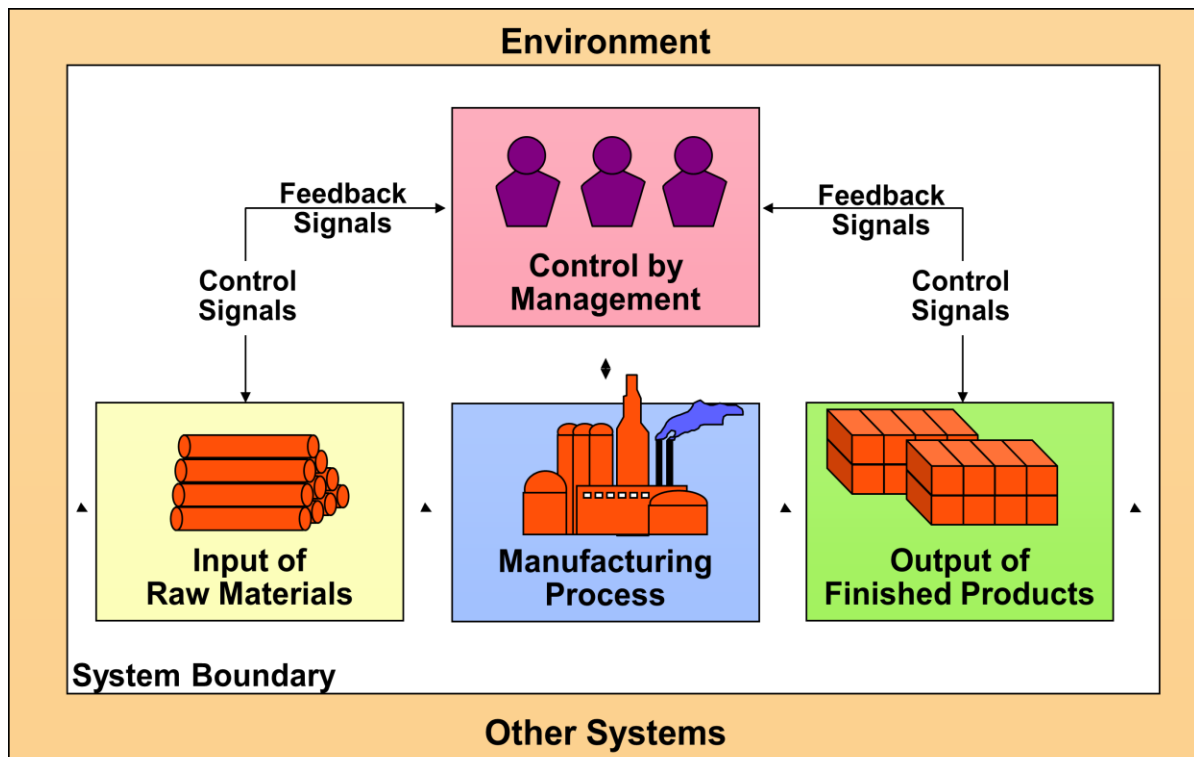 Environment
Feedback
Signals
Feedback
Signals
Control by
Management
Control
Signals
Control
Signals
Input of
Raw Materials
Manufacturing
Process
Output of
Finished Products
System Boundary
Other Systems